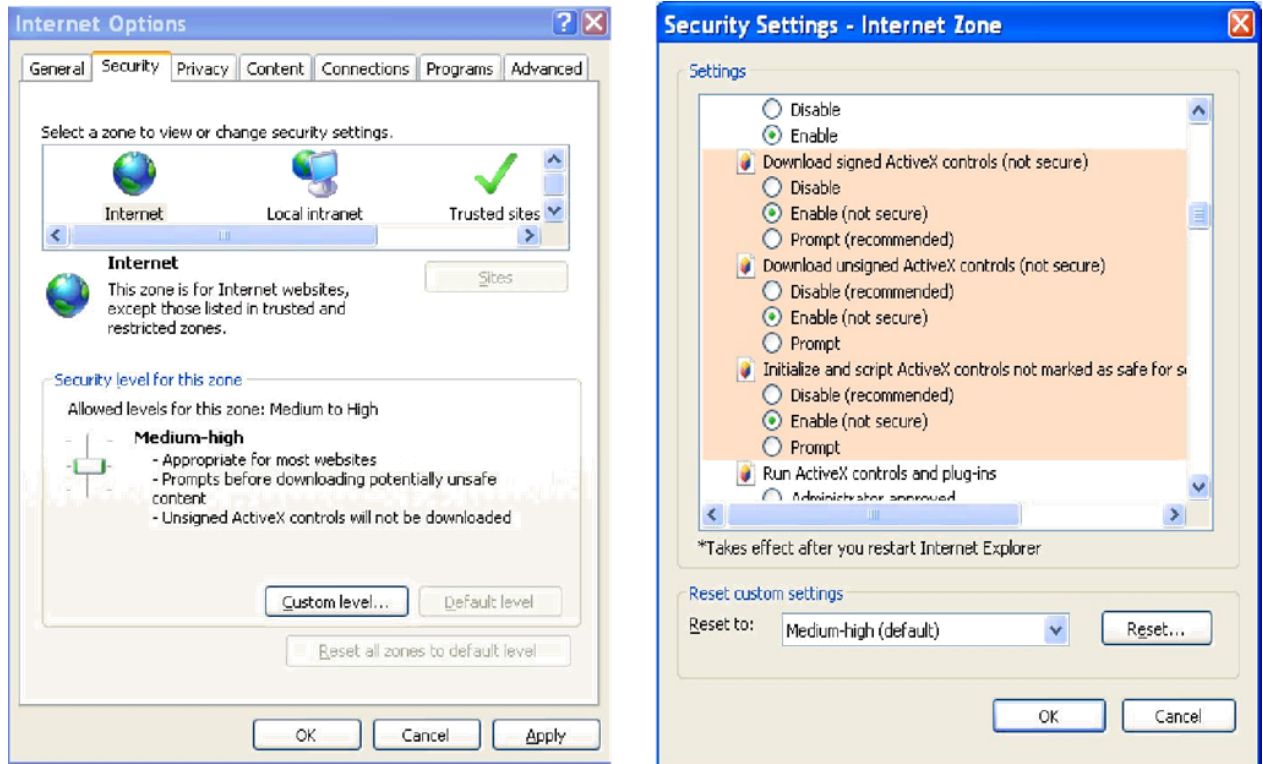 Internet Options
General Security Privacy Content Connections Programs Advanced
Select a zone to view or change security settings.
Internet Local intranet Trusted sites
Internet
Sites
This zone is for Internet websites,
except those listed in trusted and
restricted zones.
Security level for this zone
Allowed levels for this zone: Medium to High
Medium-high
- Appropriate for most websites
- Prompts before downloading potentially unsafe
content
- Unsigned ActiveX controls will not be downloaded
Custom level... Default level
Reset all zones to default level
OK Cancel Apply
Security Settings - Internet Zone
Settings
Disable
Enable
Download signed ActiveX controls (not secure)
Disable
Enable (not secure)
Prompt (recommended)
Download unsigned ActiveX controls (not secure)
Disable (recommended)
Enable (not secure)
Prompt
Initialize and script ActiveX controls not marked as safe for
Disable (recommended)
Enable (not secure)
Prompt
Run ActiveX controls and plug-ins
Administrator approved
*Takes effect after you restart Internet Explorer
Reset custom settings
Reset to: Medium-high (default) Reset...
OK Cancel